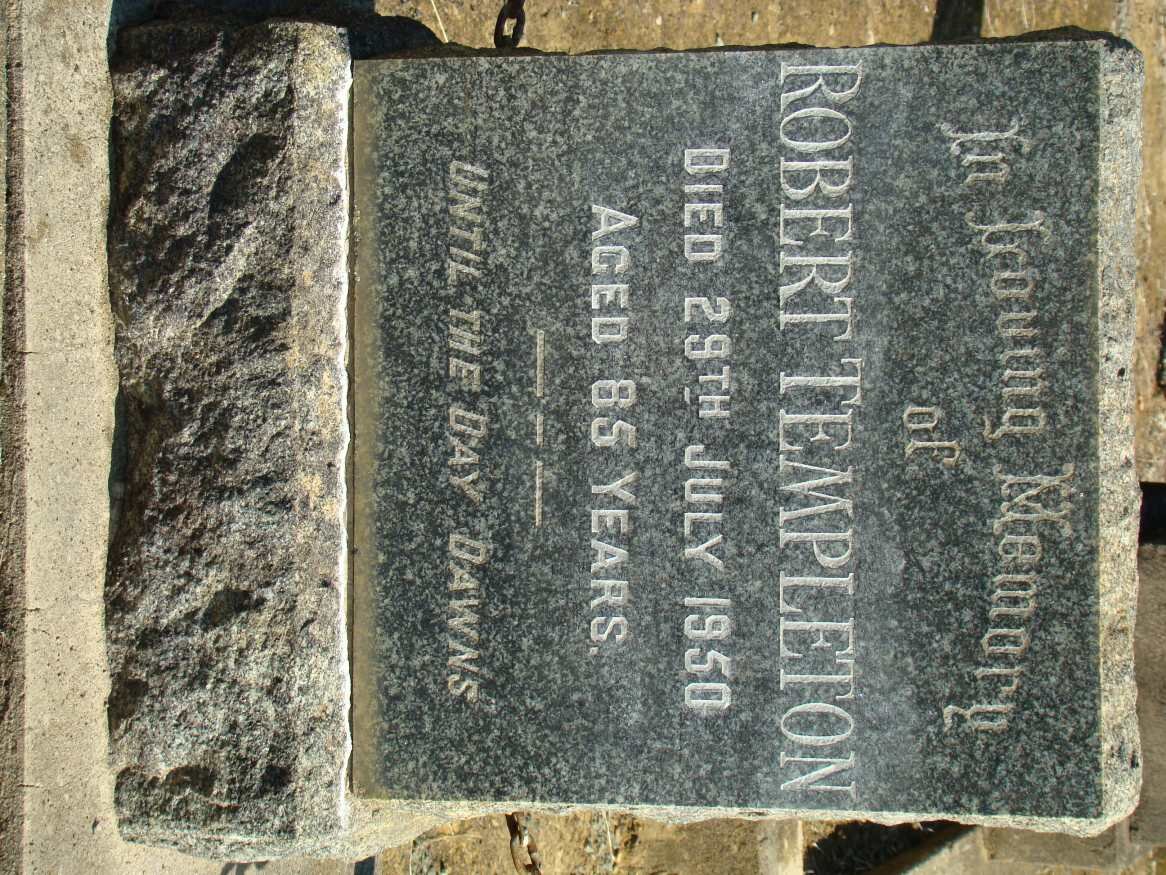 In Loving Memory
of
ROBERT TEMPLETON
DIED 29TH JULY 1950
AGED 85 YEARS.
UNTIL THE DAY DAWNS